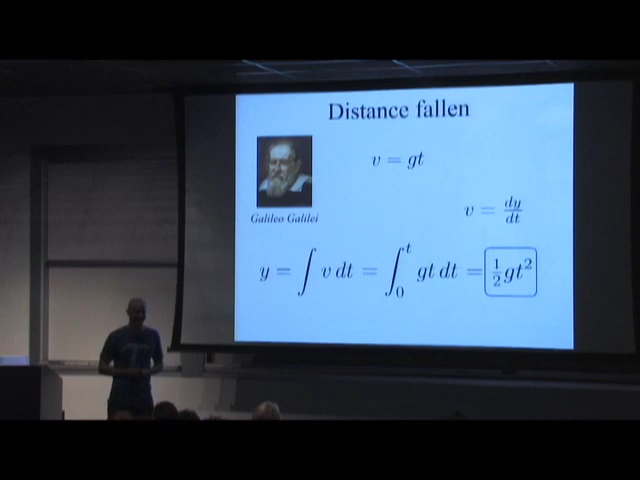 Distance fallen
v = gt
Galileo Galilei
v = dy/dt
y = ∫ v dt = ∫₀ᵗ gt dt = ½gt²